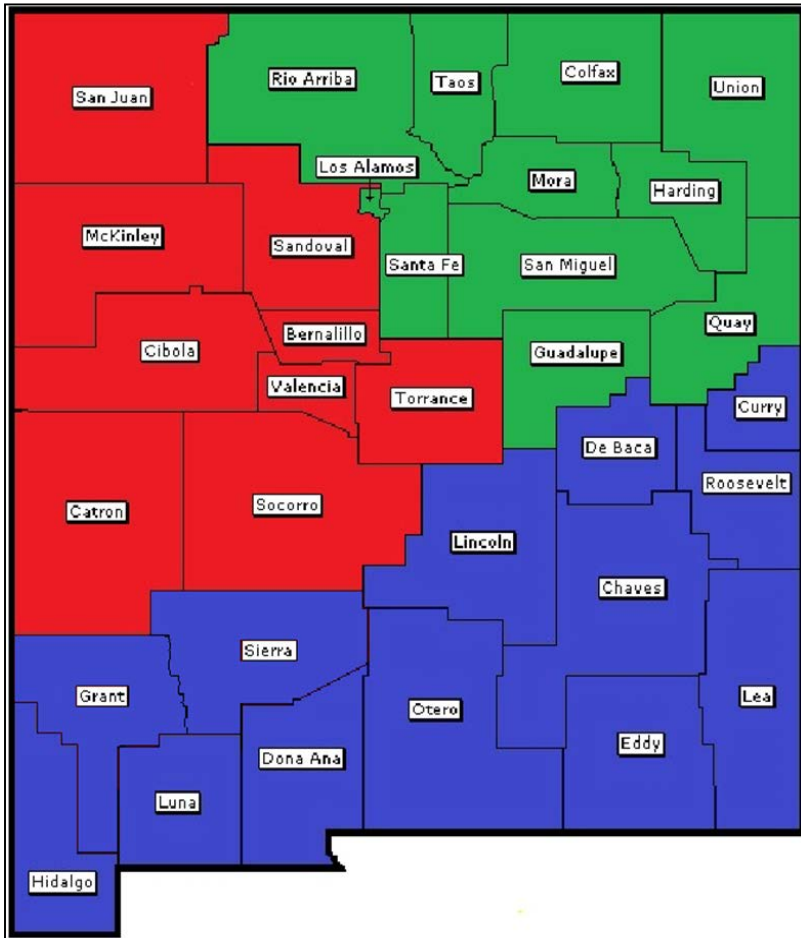 San Juan
Rio Arriba
Taos
Colfax
Union
Los Alamos
Mora
Harding
McKinley
Sandoval
Santa Fe
San Miguel
Cibola
Bernalillo
Quay
Guadalupe
Valencia
Torrance
Curry
De Baca
Roosevelt
Catron
Socorro
Lincoln
Chaves
Sierra
Grant
Otero
Lea
Eddy
Dona Ana
Luna
Hidalgo